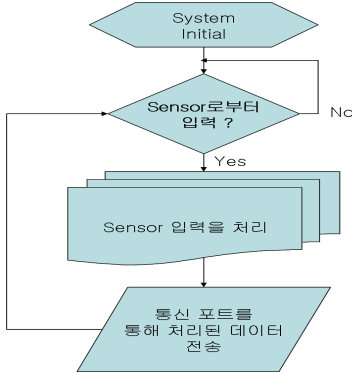 System
Initial
Sensor로부터
입력 ?
No
Yes
Sensor 입력을 처리
통신 포트를
통해 처리된 데이터
전송